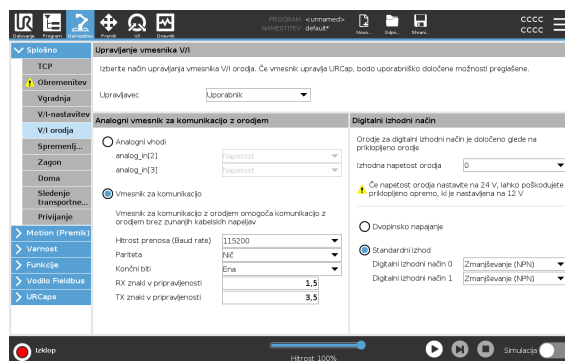 PROGRAM <unnamed>
NAMESTITEV default*
CCCC
CCCC
Delovanje Program Namestitev Premik V/I Dnevnik Novo... Odpri... Shrani...
Splošno
TCP
Obremenitev
Vgradnja
V/I-nastavitev
V/I orodja
Spremenlj...
Zagon
Doma
Sledenje
transportne...
Privijanje
Motion (Premik)
Varnost
Funkcije
Vodilo Fieldbus
URCaps
Upravljanje vmesnika V/I
Izberite način upravljanja vmesnika V/I orodja. Če vmesnik upravlja URCap, bodo uporabniško določene možnosti preglašene.
Upravljavec Uporabnik
Analogni vmesnik za komunikacijo z orodjem
Analogni vhodi
analog_in[2] Napetost
analog_in[3] Napetost
Vmesnik za komunikacijo
Vmesnik za komunikacijo z orodjem omogoča komunikacijo z
orodjem brez zunanjih kabelskih napeljav
Hitrost prenosa (Baud rate) 115200
Pariteta Nič
Končni biti Ena
RX znaki v pripravljenosti 1,5
TX znaki v pripravljenosti 3,5
Digitalni izhodni način
Orodje za digitalni izhodni način je določeno glede na
priklopljeno orodje
Izhodna napetost orodja 0
Če napetost orodja nastavite na 24 V, lahko poškodujete
priklopljeno opremo, ki je nastavljena na 12 V
Dvopinsko napajanje
Standardni izhod
Digitalni izhodni način 0 Zmanjševanje (NPN)
Digitalni izhodni način 1 Zmanjševanje (NPN)
Izklop
Hitrost 100%
Simulacija